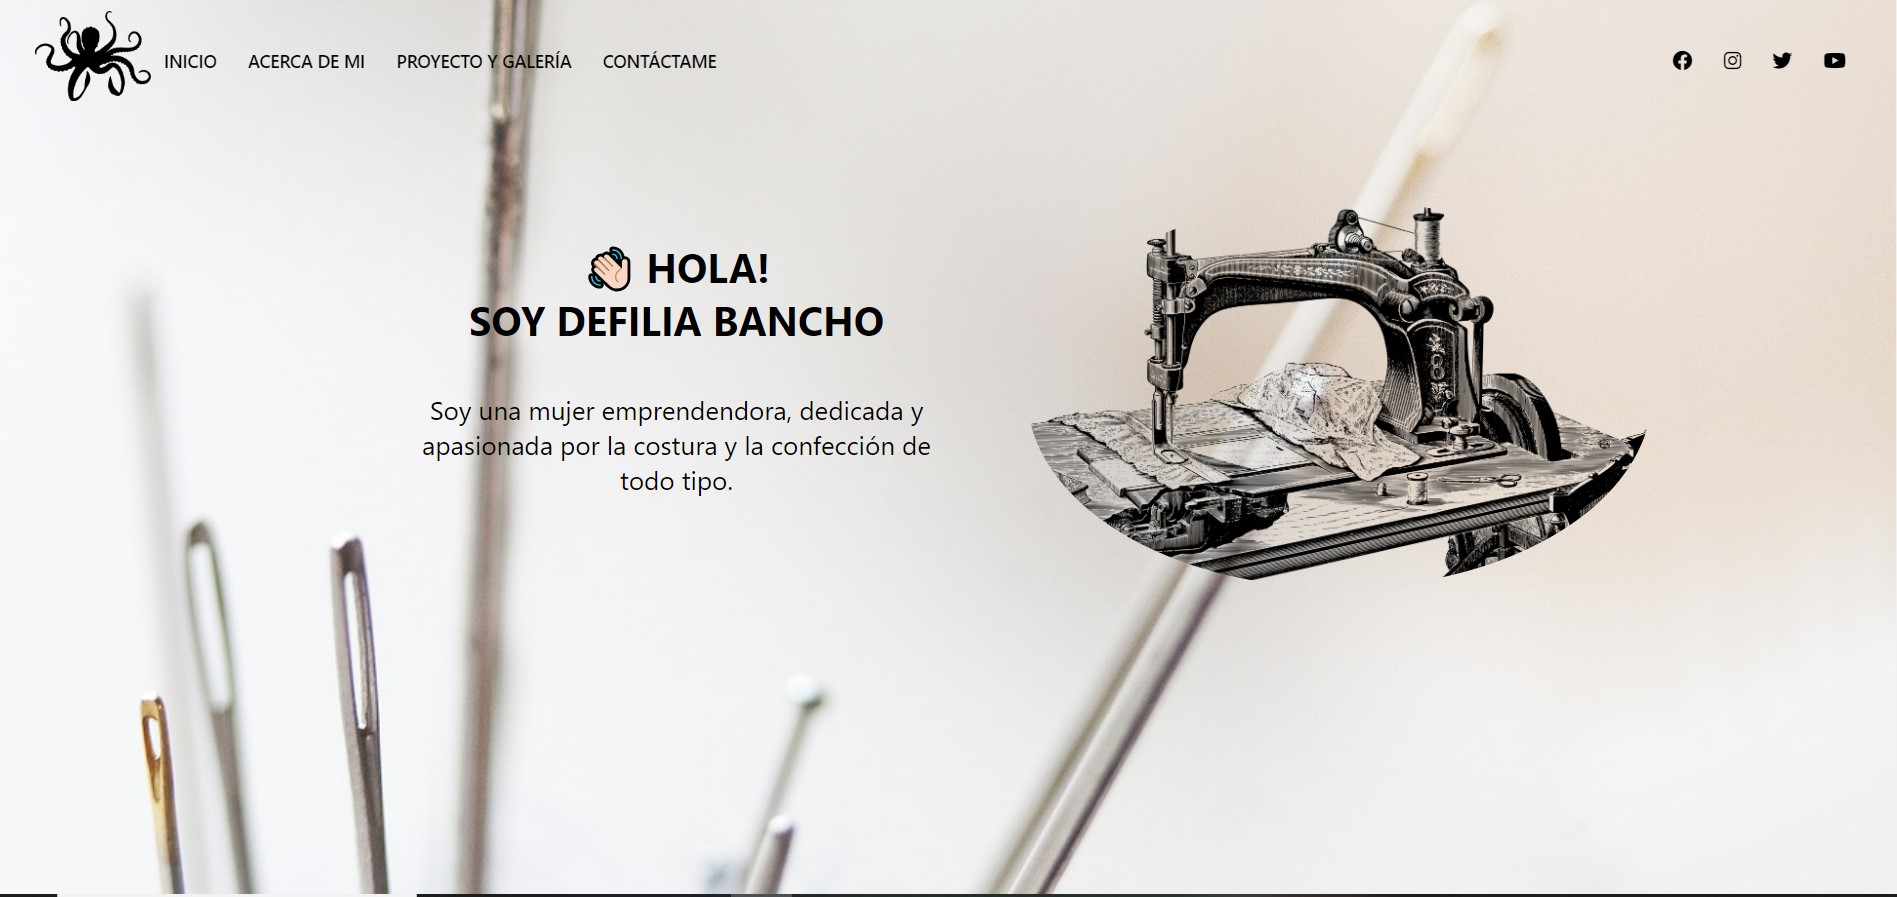 INICIO ACERCA DE MI PROYECTO Y GALERÍA CONTÁCTAME
👋🏻 HOLA!
SOY DEFILIA BANCHO
Soy una mujer emprendendora, dedicada y
apasionada por la costura y la confección de
todo tipo.